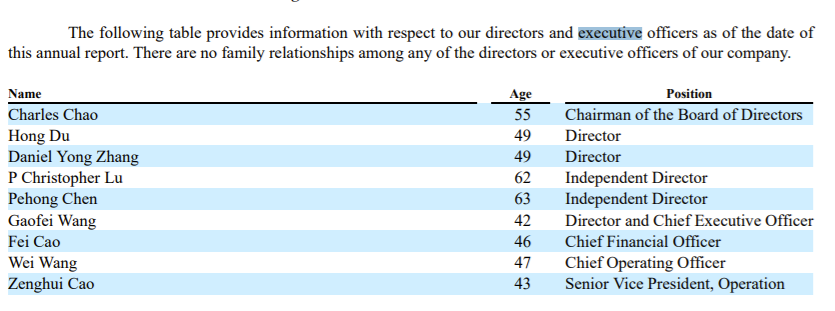 The following table provides information with respect to our directors and executive officers as of the date of
this annual report. There are no family relationships among any of the directors or executive officers of our company.
Name Age Position
Charles Chao 55 Chairman of the Board of Directors
Hong Du 49 Director
Daniel Yong Zhang 49 Director
P Christopher Lu 62 Independent Director
Pehong Chen 63 Independent Director
Gaofei Wang 42 Director and Chief Executive Officer
Fei Cao 46 Chief Financial Officer
Wei Wang 47 Chief Operating Officer
Zenghui Cao 43 Senior Vice President, Operation